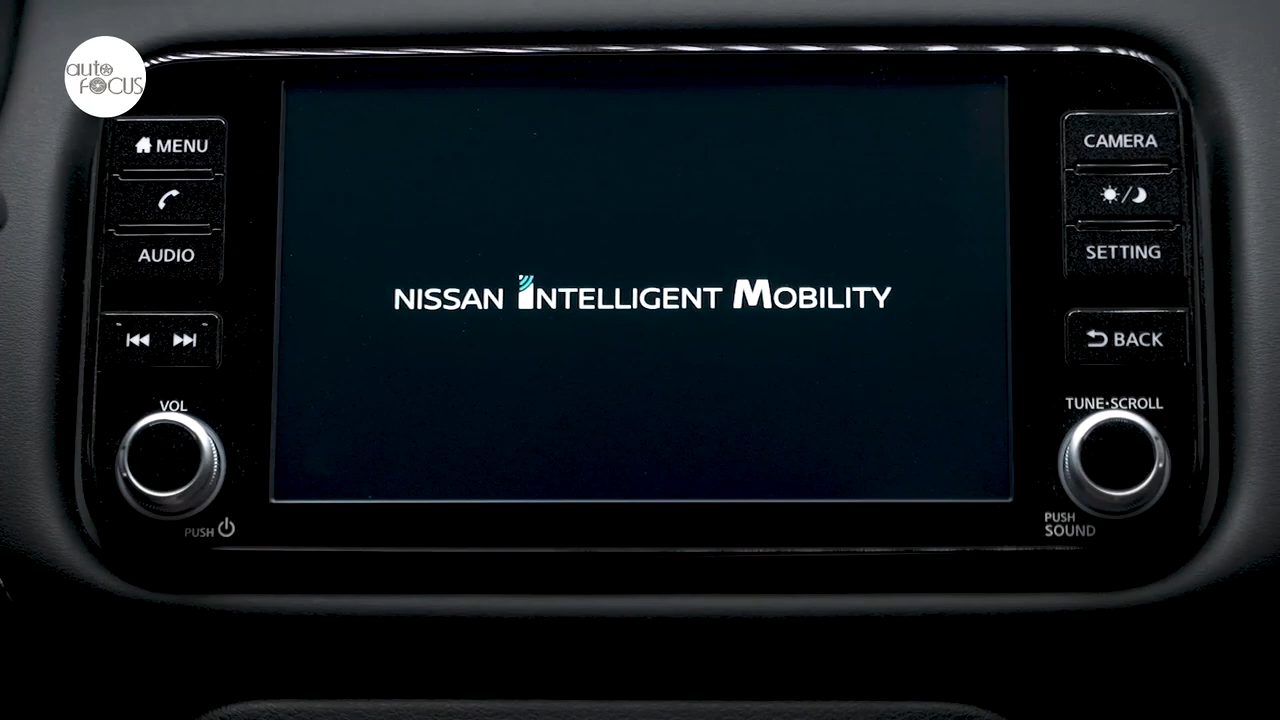 auto
FOCUS
MENU
CAMERA
AUDIO
SETTING
NISSAN INTELLIGENT MOBILITY
BACK
VOL
TUNE·SCROLL
PUSH
PUSH
SOUND